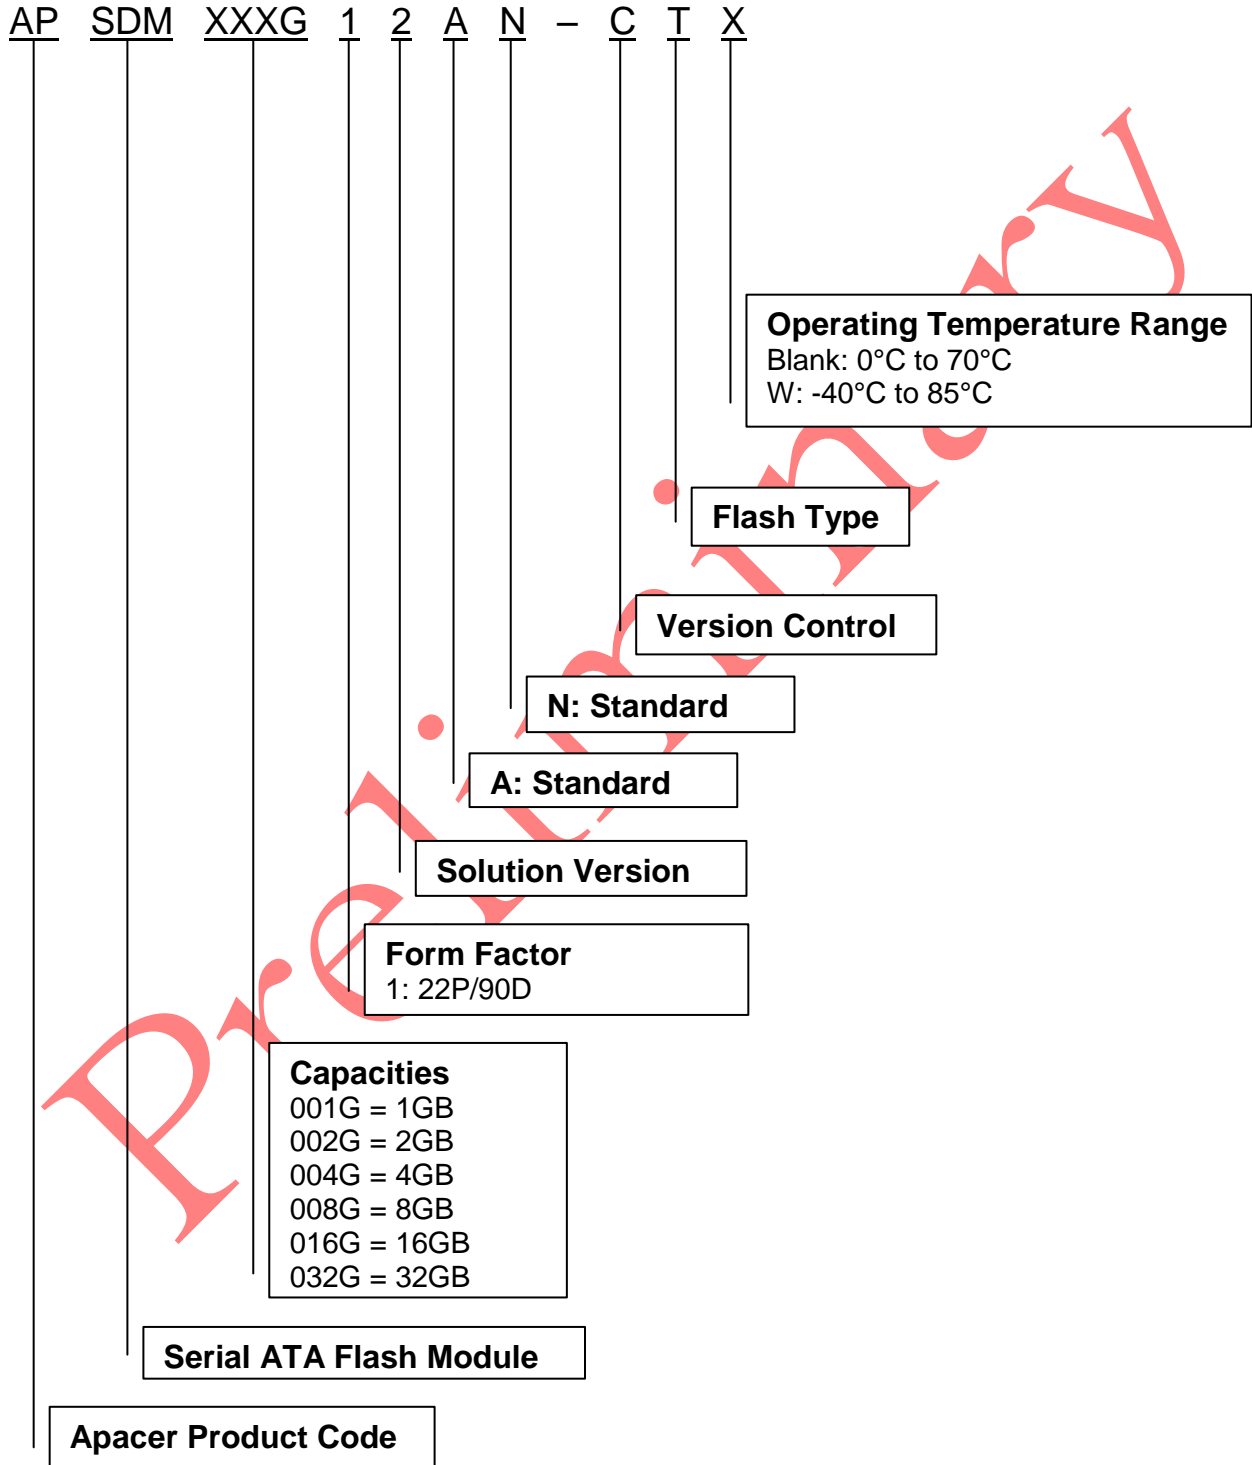 AP SDM XXXG 1 2 A N – C T X
Operating Temperature Range
Blank: 0°C to 70°C
W: -40°C to 85°C
Flash Type
Version Control
N: Standard
A: Standard
Solution Version
Form Factor
1: 22P/90D
Capacities
001G = 1GB
002G = 2GB
004G = 4GB
008G = 8GB
016G = 16GB
032G = 32GB
Serial ATA Flash Module
Apacer Product Code
Preliminary